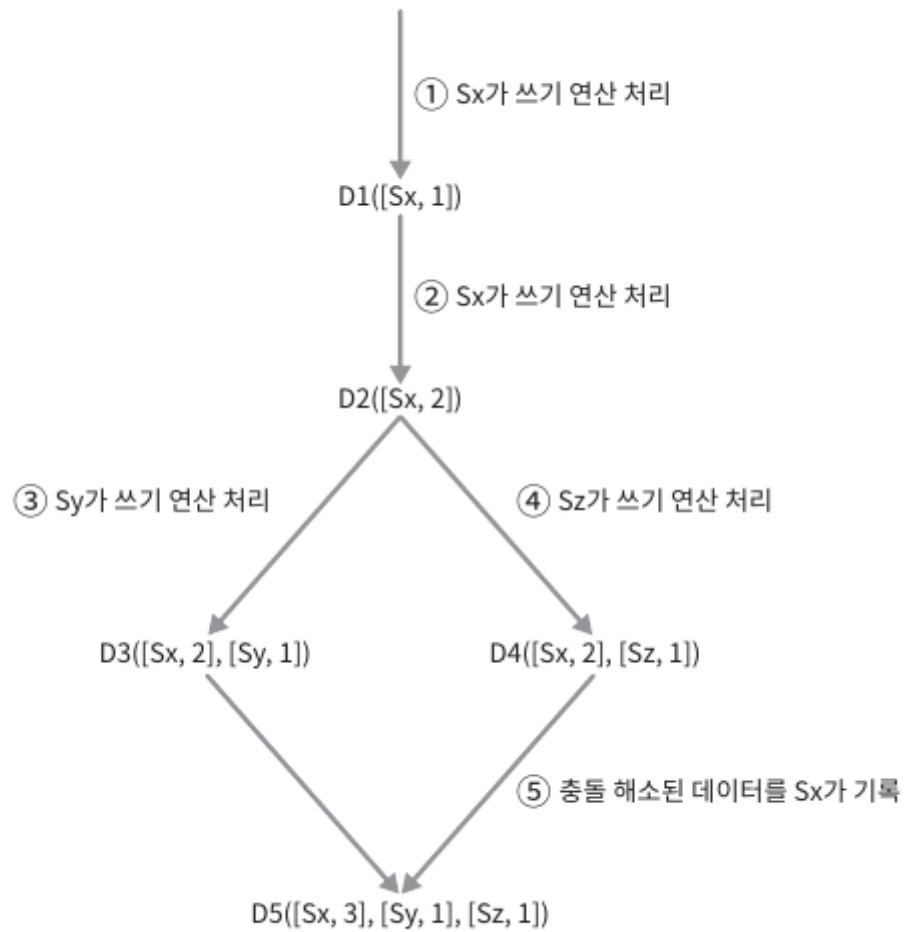 ① Sx가 쓰기 연산 처리
D1([Sx, 1])
② Sx가 쓰기 연산 처리
D2([Sx, 2])
③ Sy가 쓰기 연산 처리
④ Sz가 쓰기 연산 처리
D3([Sx, 2], [Sy, 1])
D4([Sx, 2], [Sz, 1])
⑤ 충돌 해소된 데이터를 Sx가 기록
D5([Sx, 3], [Sy, 1], [Sz, 1])